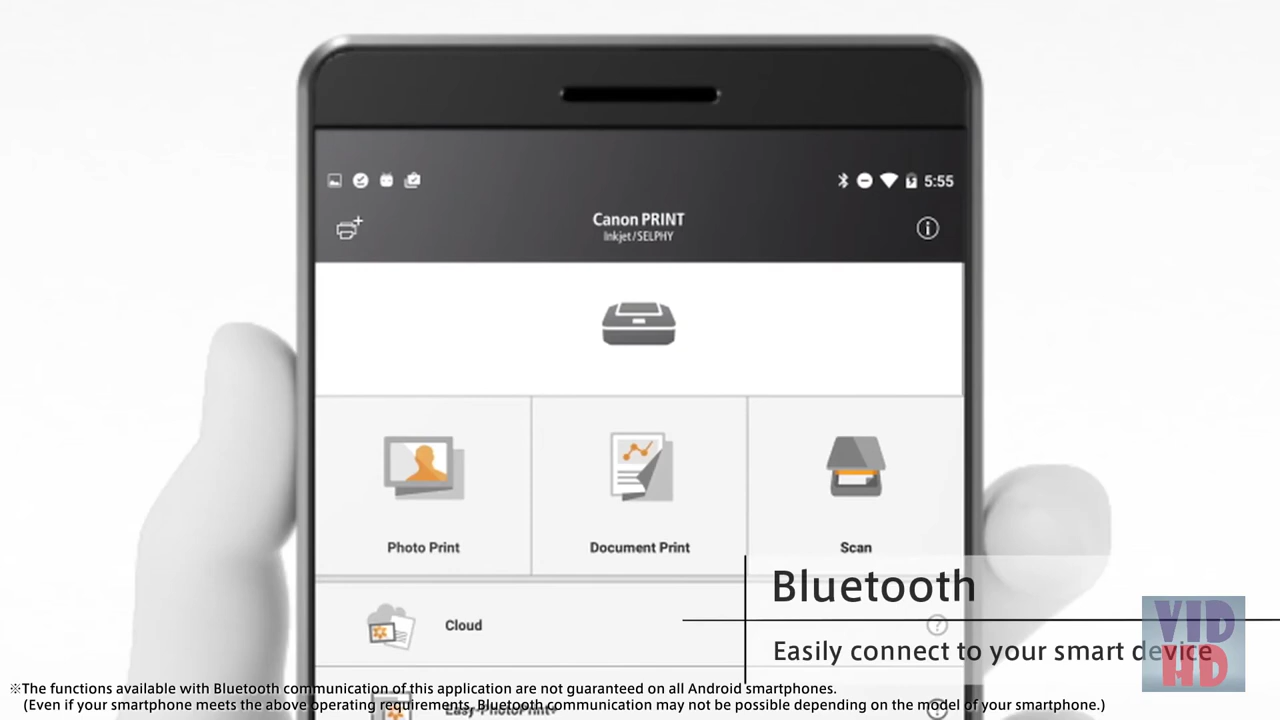 5:55
Canon PRINT
Inkjet/SELPHY
Photo Print
Document Print
Scan
Bluetooth
Cloud
Easily connect to your smart device
VID
HD
※The functions available with Bluetooth communication of this application are not guaranteed on all Android smartphones.
(Even if your smartphone meets the above operating requirements, Bluetooth communication may not be possible depending on the model of your smartphone.)
Easy-PhotoPrint+